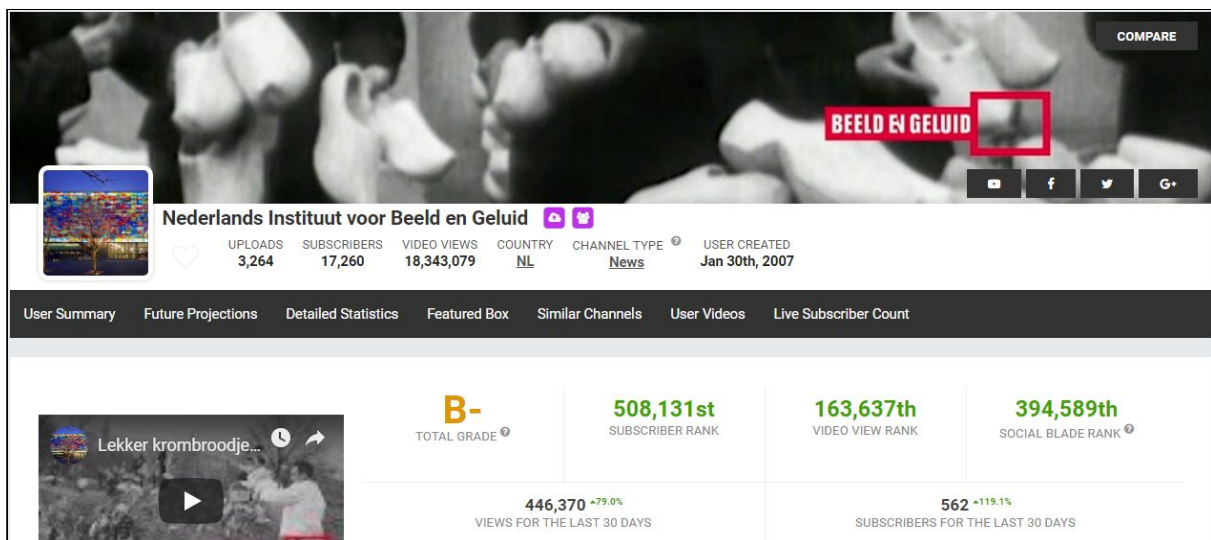 COMPARE
BEELD EN GELUID
f
G+
Nederlands Instituut voor Beeld en Geluid
UPLOADS SUBSCRIBERS VIDEO VIEWS COUNTRY CHANNEL TYPE ? USER CREATED
3,264 17,260 18,343,079 NL News Jan 30th, 2007
User Summary Future Projections Detailed Statistics Featured Box Similar Channels User Videos Live Subscriber Count
B- 508,131st 163,637th 394,589th
TOTAL GRADE ? SUBSCRIBER RANK VIDEO VIEW RANK SOCIAL BLADE RANK ?
Lekker krombroodje...
446,370 79.0% 562 119.1%
VIEWS FOR THE LAST 30 DAYS SUBSCRIBERS FOR THE LAST 30 DAYS